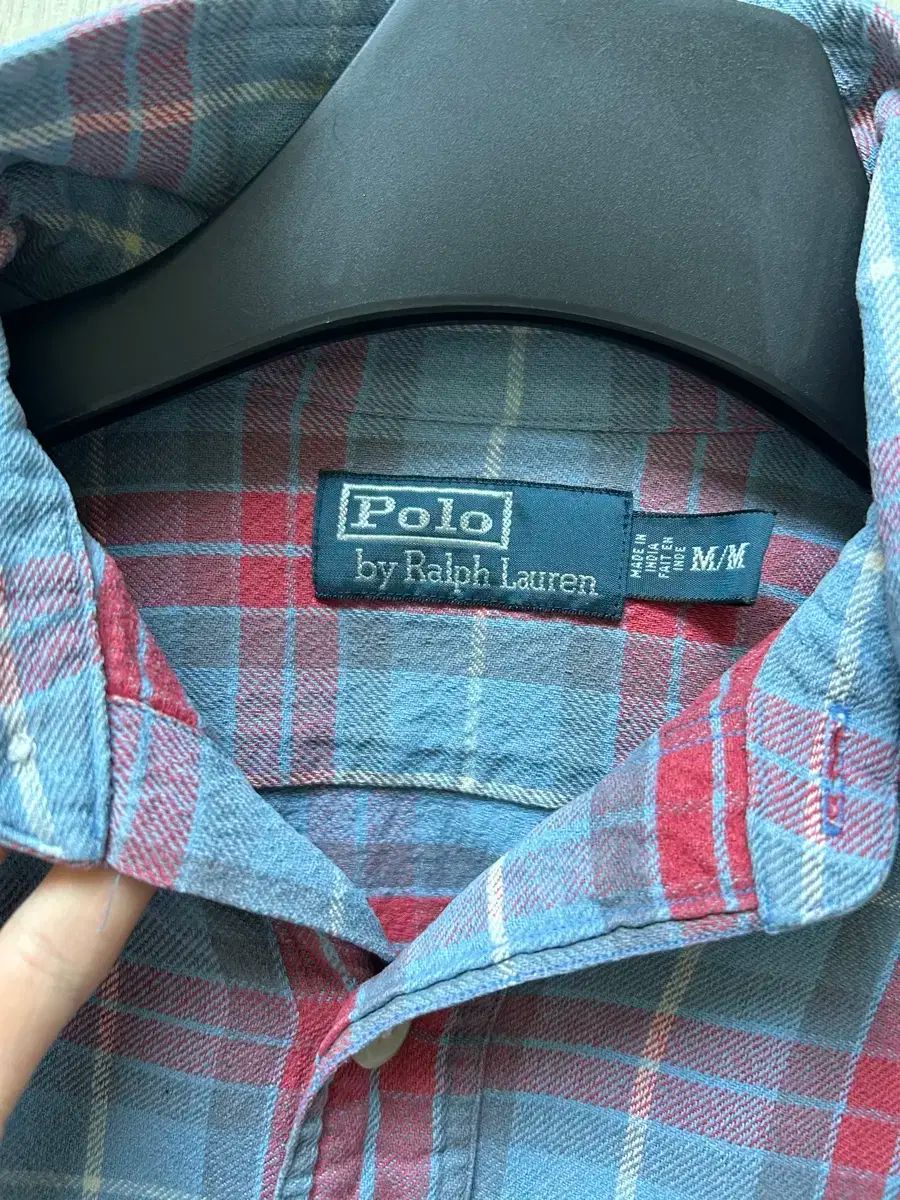 Polo
by Ralph Lauren
MADE IN
INDIA
FAIT EN
INDE
M/M